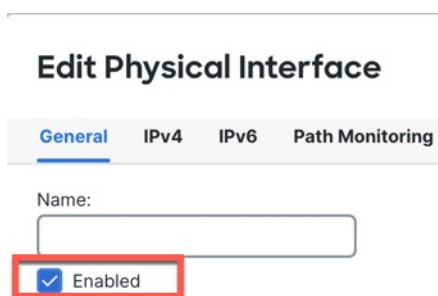 Edit Physical Interface
General IPv4 IPv6 Path Monitoring
Name:
Enabled